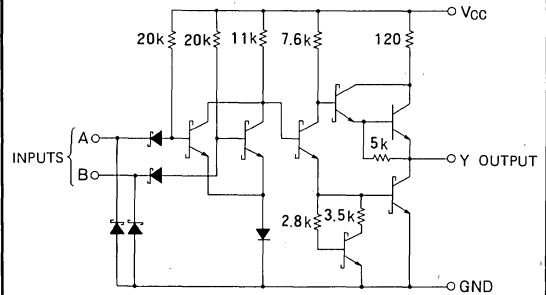 Vcc
20k 20k 11k 7.6k 120
A
INPUTS
B
5k
Y OUTPUT
2.8k 3.5k
GND